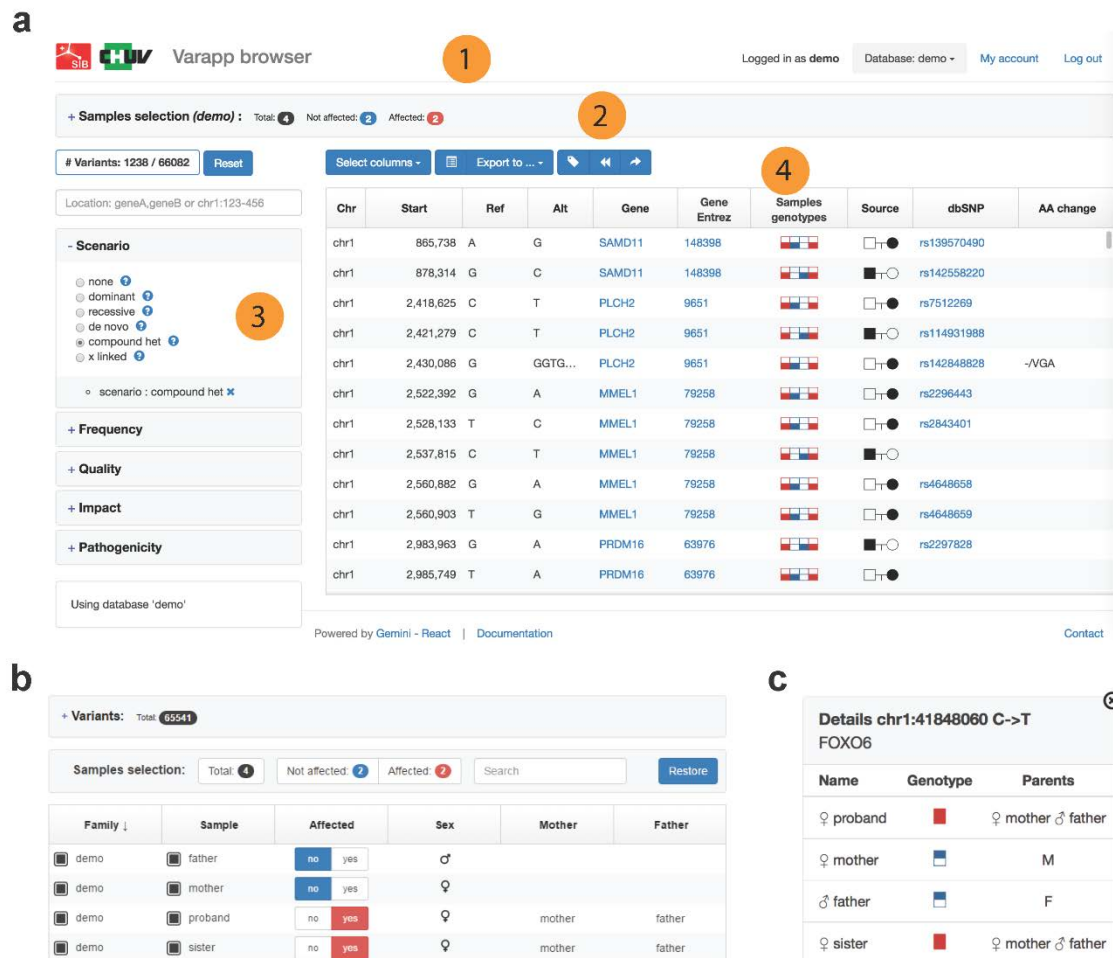 a
SIB CHUV Varapp browser 1 Logged in as demo Database: demo My account Log out
+ Samples selection (demo) : Total: 4 Not affected: 2 Affected: 2 2
# Variants: 1238 / 66082 Reset Select columns Export to ... 4
Location: geneA,geneB or chr1:123-456
Chr Start Ref Alt Gene Gene Entrez Samples genotypes Source dbSNP AA change
- Scenario
none ?
dominant ?
recessive ?
de novo ?
compound het ?
x linked ?
3
scenario : compound het ✖
+ Frequency
+ Quality
+ Impact
+ Pathogenicity
Using database 'demo'
chr1 865,738 A G SAMD11 148398 rs139570490
chr1 878,314 G C SAMD11 148398 rs142558220
chr1 2,418,625 C T PLCH2 9651 rs7512269
chr1 2,421,279 C T PLCH2 9651 rs114931988
chr1 2,430,086 G GGTG... PLCH2 9651 rs142848828 -/VGA
chr1 2,522,392 G A MMEL1 79258 rs2296443
chr1 2,528,133 T C MMEL1 79258 rs2843401
chr1 2,537,815 C T MMEL1 79258
chr1 2,560,882 G A MMEL1 79258 rs4648658
chr1 2,560,903 T G MMEL1 79258 rs4648659
chr1 2,983,963 G A PRDM16 63976 rs2297828
chr1 2,985,749 T A PRDM16 63976
Powered by Gemini - React | Documentation Contact
b
+ Variants: Total 65541
Samples selection: Total: 4 Not affected: 2 Affected: 2 Search Restore
Family ↓ Sample Affected Sex Mother Father
demo father no yes ♂
demo mother no yes ♀
demo proband no yes ♀ mother father
demo sister no yes ♀ mother father
c
Details chr1:41848060 C->T
FOXO6
Name Genotype Parents
♀ proband ♀ mother ♂ father
♀ mother M
♂ father F
♀ sister ♀ mother ♂ father